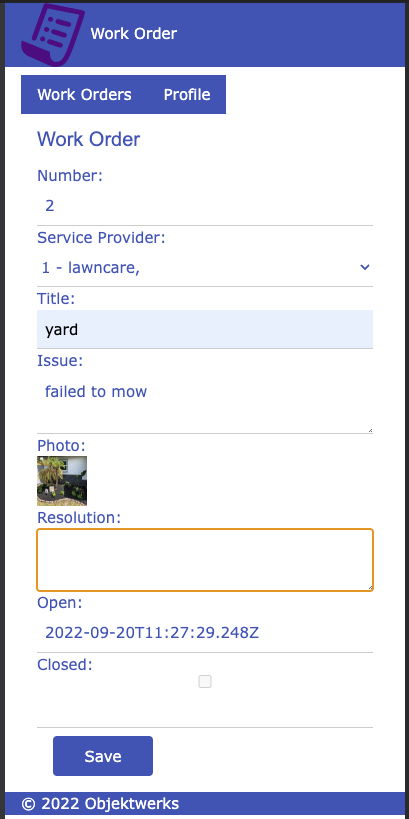 Work Order
Work Orders Profile
Work Order
Number:
2
Service Provider:
1 - lawncare,
Title:
yard
Issue:
failed to mow
Photo:
Resolution:
Open:
2022-09-20T11:27:29.248Z
Closed:
Save
© 2022 Objektwerks